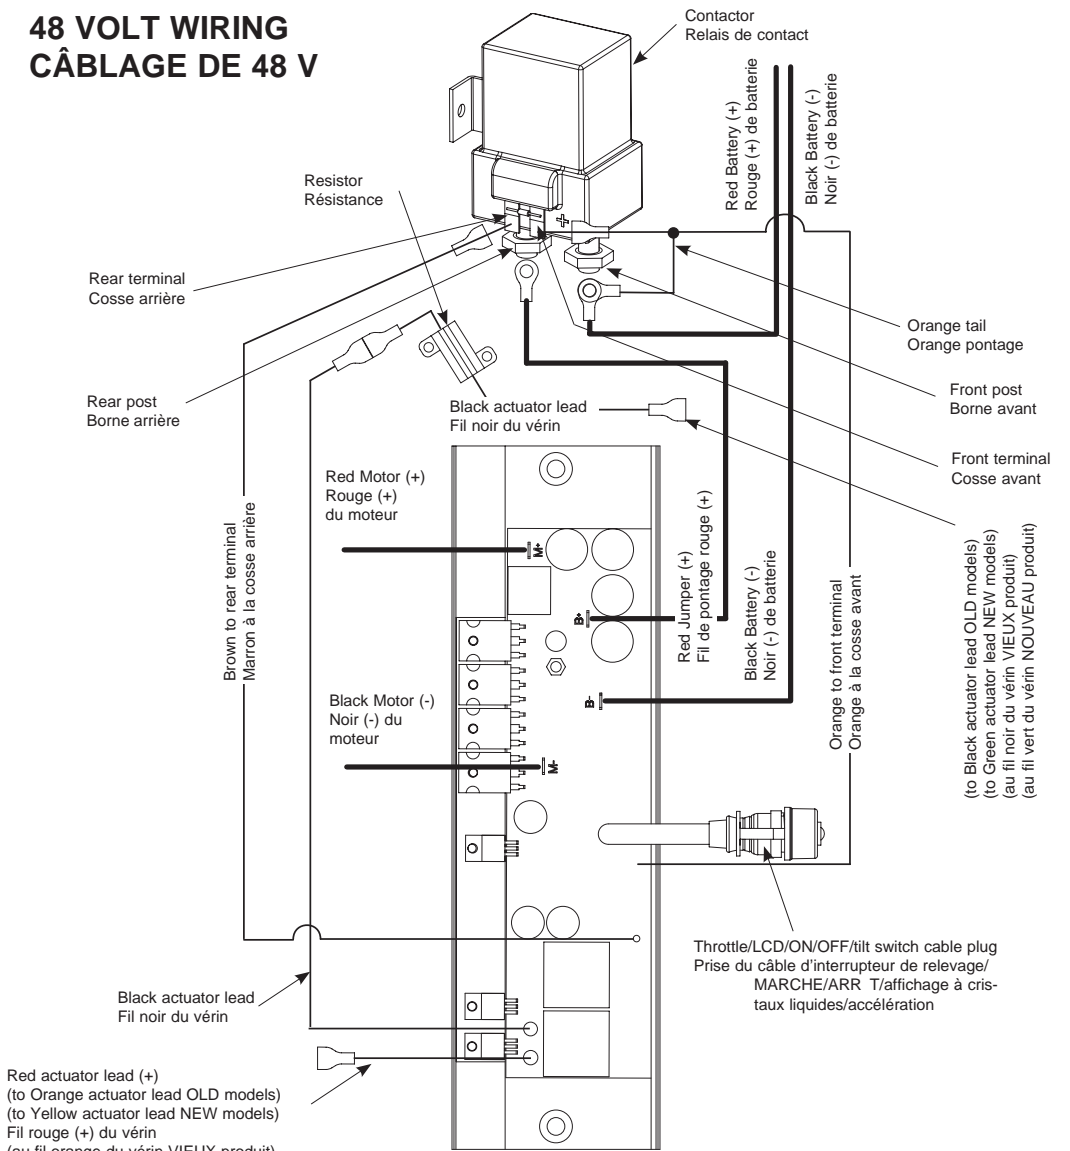 48 VOLT WIRING
CÂBLAGE DE 48 V
Contactor
Relais de contact
Red Battery (+)
Rouge (+) de batterie
Black Battery (-)
Noir (-) de batterie
Resistor
Résistance
+
Rear terminal
Cosse arrière
Orange tail
Orange pontage
Rear post
Borne arrière
Black actuator lead
Fil noir du vérin
Front post
Borne avant
Front terminal
Cosse avant
Red Motor (+)
Rouge (+)
du moteur
M+
B+
Brown to rear terminal
Marron à la cosse arrière
Red Jumper (+)
Fil de pontage rouge (+)
Black Battery (-)
Noir (-) de batterie
Orange to front terminal
Orange à la cosse avant
(to Black actuator lead OLD models)
(to Green actuator lead NEW models)
(au fil noir du vérin VIEUX produit)
(au fil vert du vérin NOUVEAU produit)
Black Motor (-)
Noir (-) du
moteur
B-
M-
Throttle/LCD/ON/OFF/tilt switch cable plug
Prise du câble d'interrupteur de relevage/
MARCHE/ARR T/affichage à cris-
taux liquides/accélération
Black actuator lead
Fil noir du vérin
Red actuator lead (+)
(to Orange actuator lead OLD models)
(to Yellow actuator lead NEW models)
Fil rouge (+) du vérin
(au fil orange du vérin VIEUX produit)